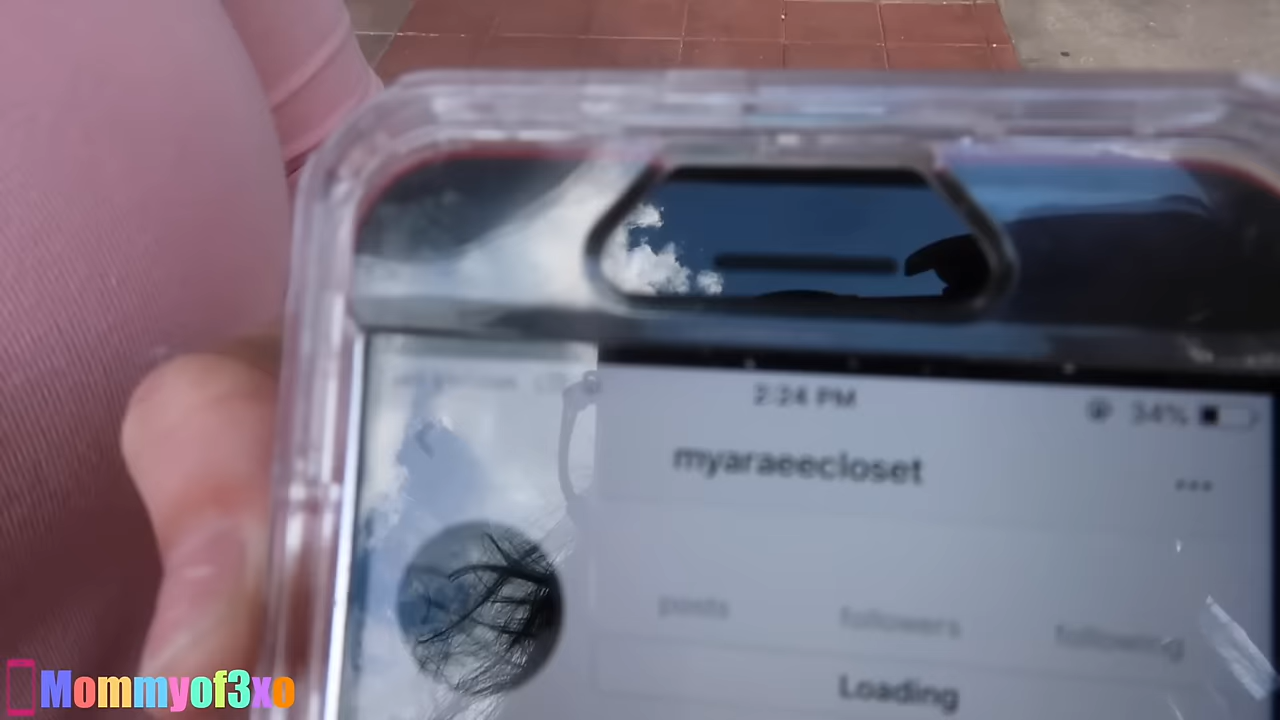 2:24 PM
34%
myaraeecloset
...
posts followers following
Loading
Mommyof3xo